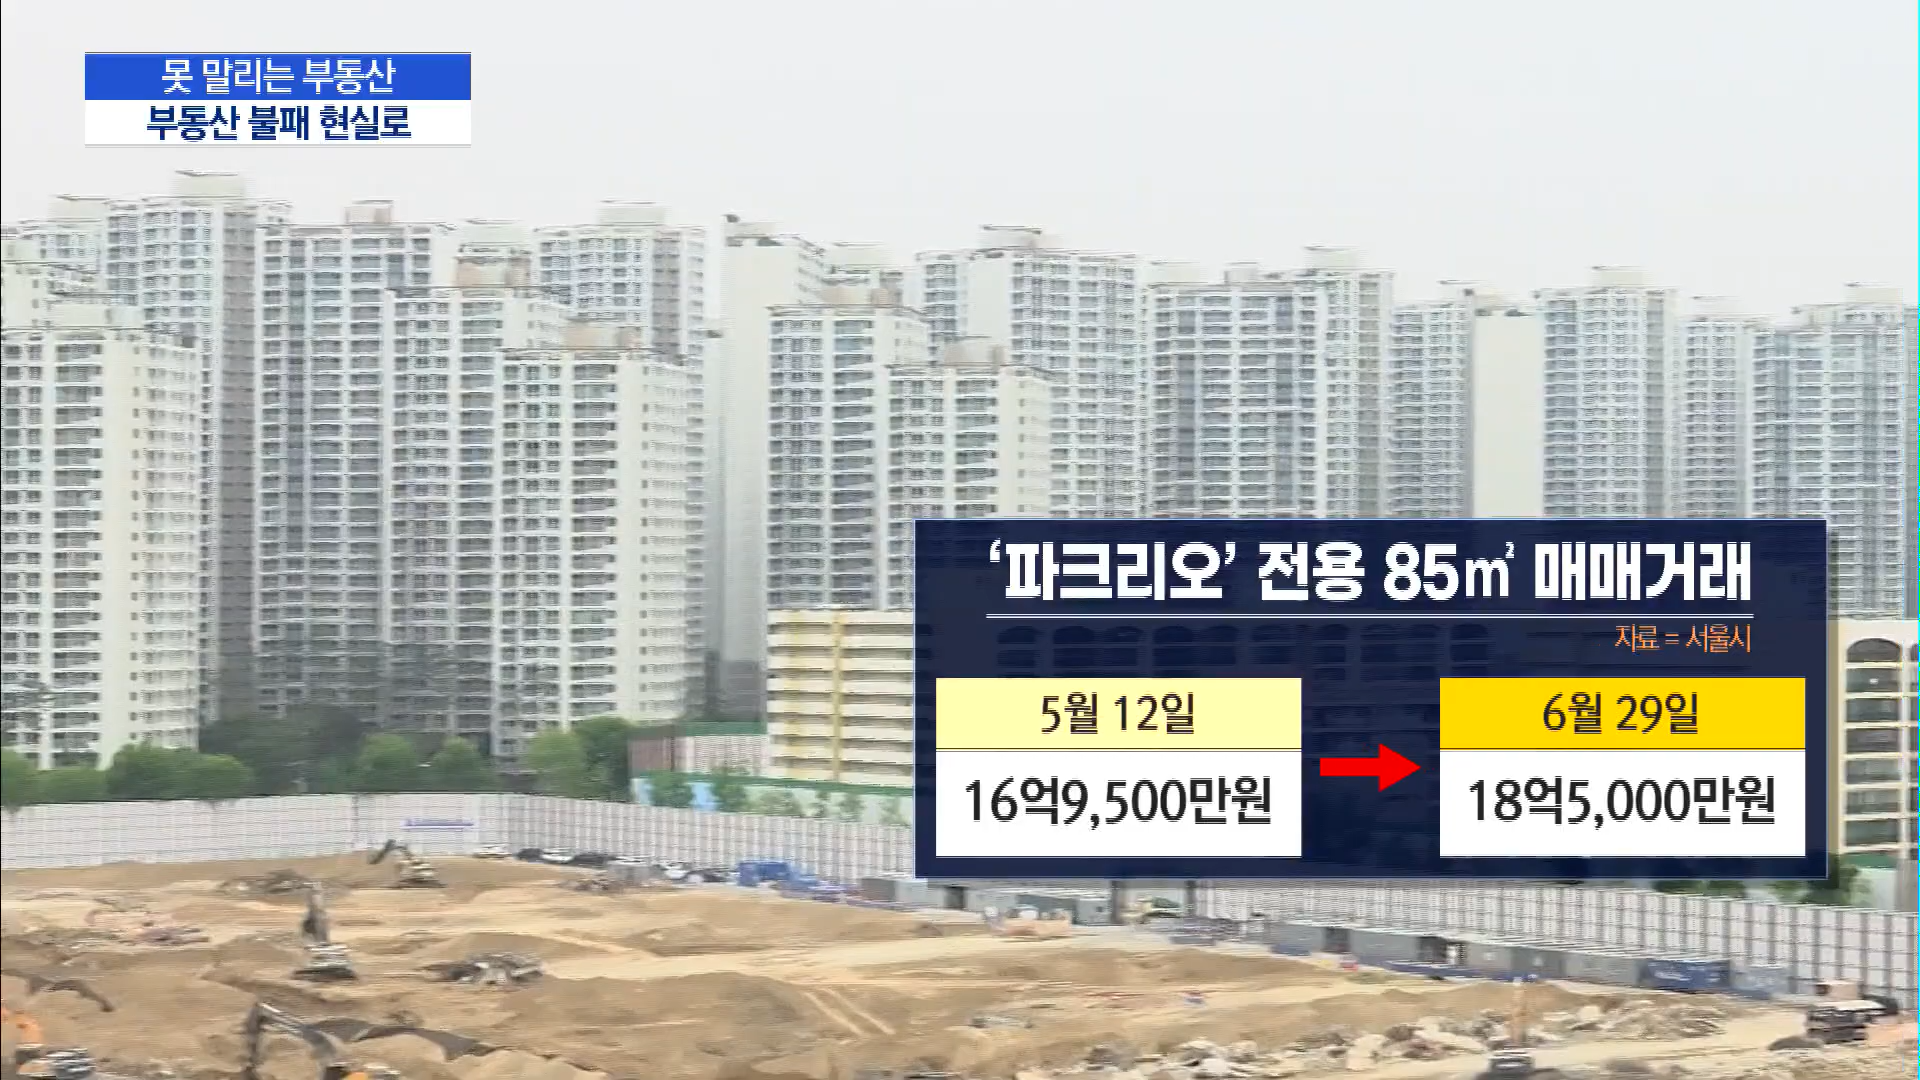 못 말리는 부동산
부동산 불패 현실로
‘파크리오’ 전용 85㎡ 매매거래
자료 = 서울시
5월 12일
6월 29일
16억9,500만원
18억5,000만원